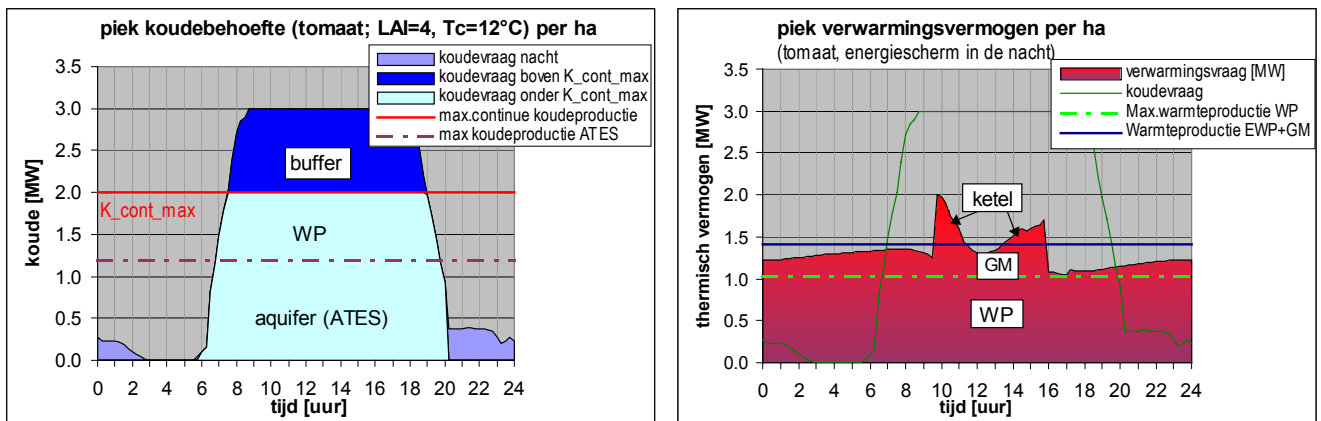 piek koudebehoefte (tomaat; LAI=4, Tc=12°C) per ha
koudevraag nacht
koudevraag boven K_cont_max
koudevraag onder K_cont_max
max.continue koudeproductie
max koudeproductie ATES
koude [MW]
3.5
3.0
2.5
2.0
1.5
1.0
0.5
0.0
buffer
K_cont_max
WP
aquifer (ATES)
0 2 4 6 8 10 12 14 16 18 20 22 24
tijd [uur]
piek verwarmingsvermogen per ha
(tomaat, energiescherm in de nacht)
verwarmingsvraag [MW]
koudevraag
Max.warmteproductie WP
Warmteproductie EWP+GM
thermisch vermogen [MW]
3.5
3.0
2.5
2.0
1.5
1.0
0.5
0.0
ketel
GM
WP
0 2 4 6 8 10 12 14 16 18 20 22 24
tijd [uur]